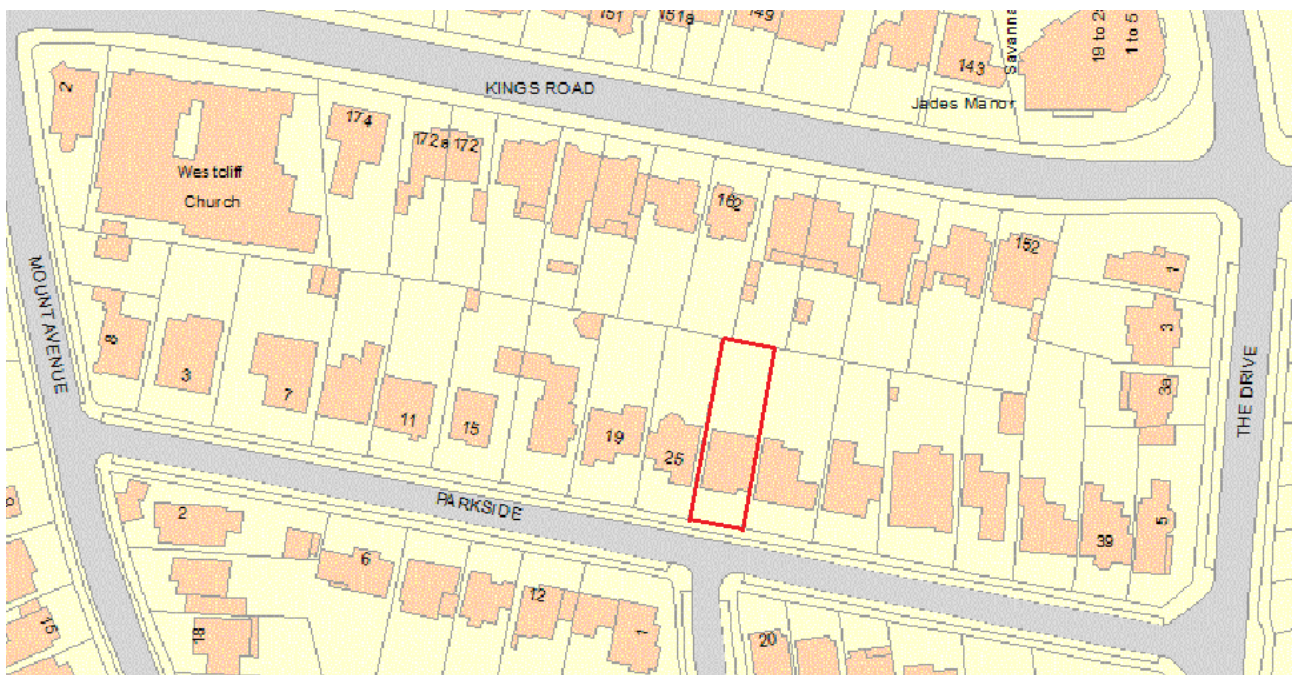 151
151a
149
143
Savanna
19 to 2
1 to 5
Jades Manor
KINGS ROAD
2
174
172a 172
Westcliff
Church
162
152
1
3
3a
THE DRIVE
MOUNT AVENUE
8
3
7
11
15
19
25
39
5
PARKSIDE
2
6
12
1
18
15
20